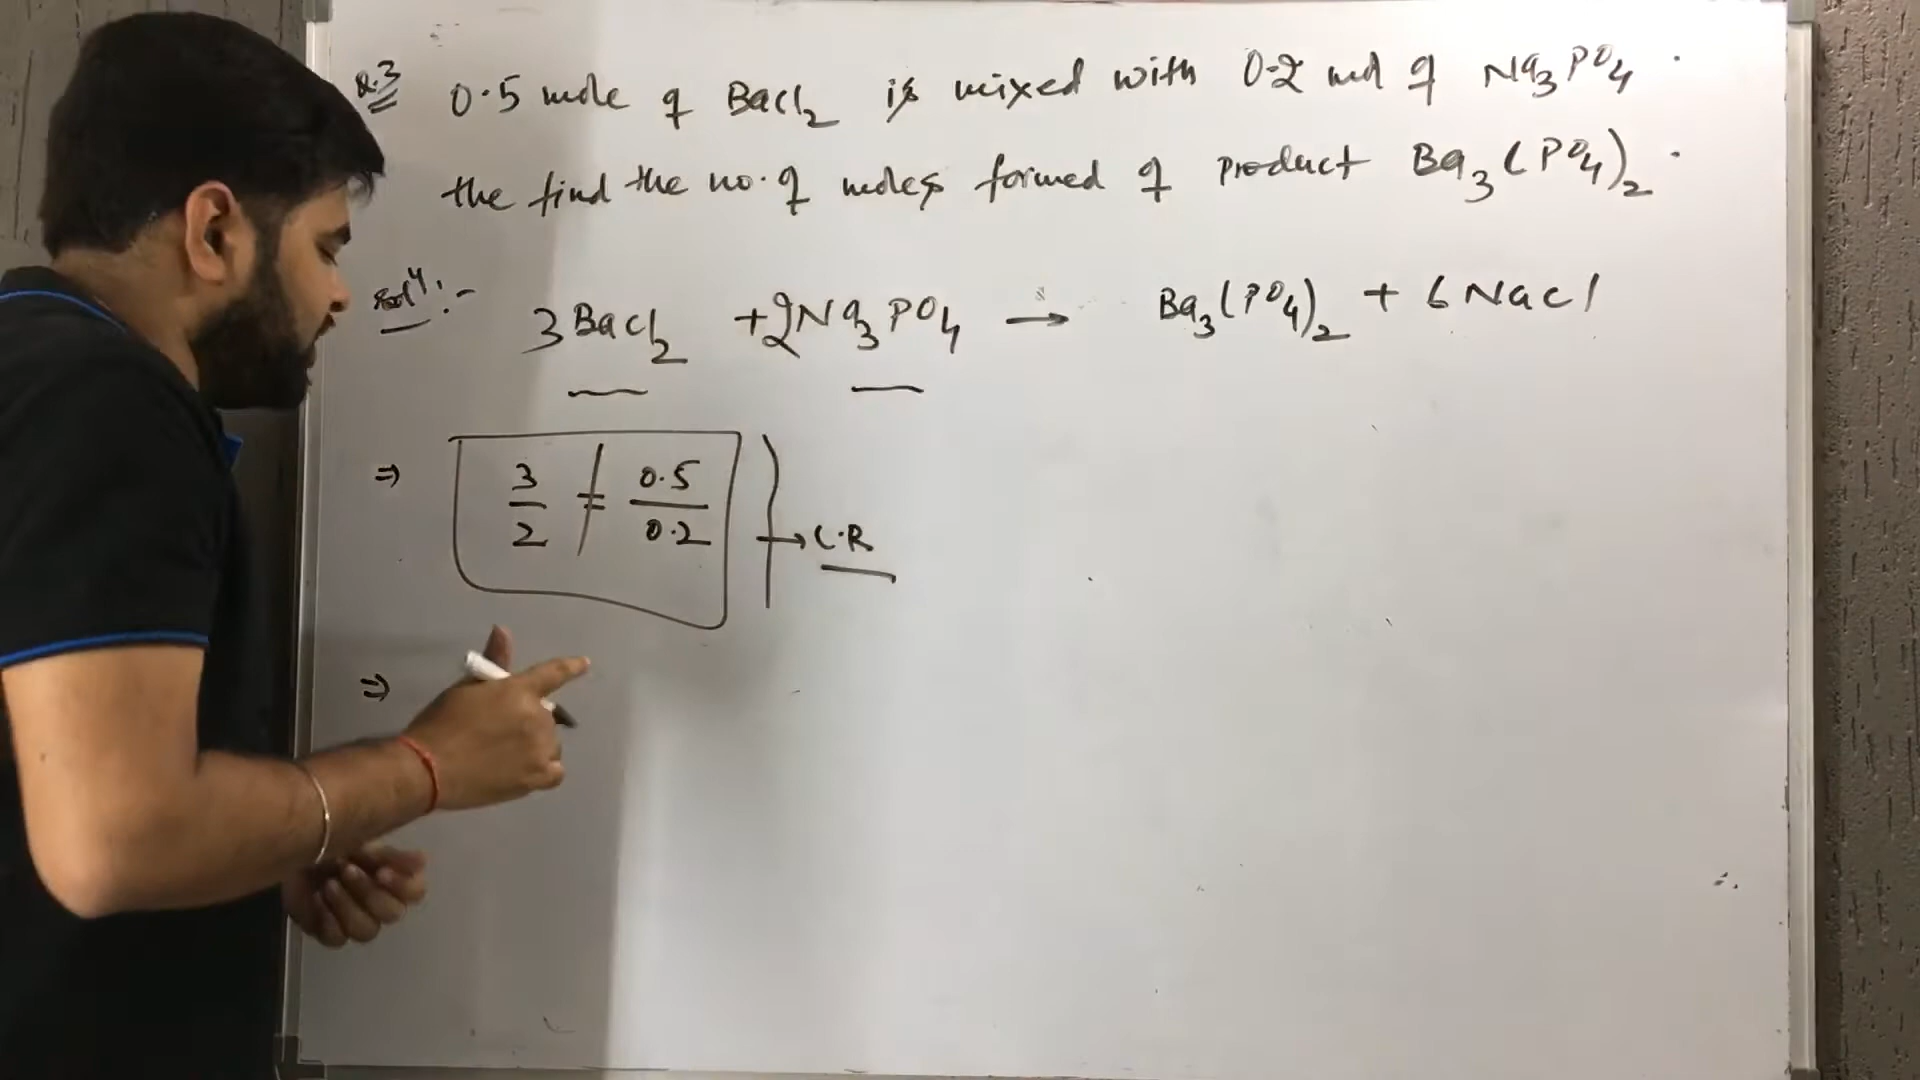 Q.3 0.5 mole of BaCl₂ is mixed with 0.2 mol of Na₃PO₄.
the find the no. of moles formed of product Ba₃(PO₄)₂.
Solⁿ:- 3BaCl₂ + 2Na₃PO₄ → Ba₃(PO₄)₂ + 6NaCl
⇒ 3/2 ≠ 0.5/0.2 → L.R
⇒